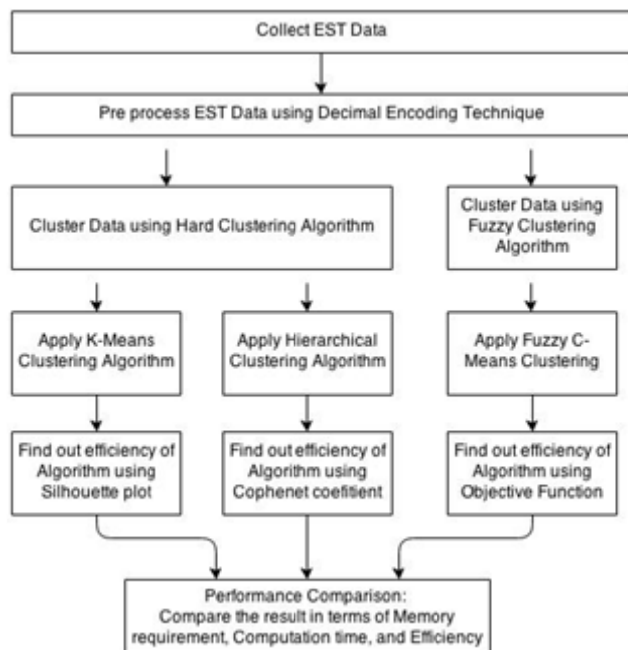 Collect EST Data
Pre process EST Data using Decimal Encoding Technique
Cluster Data using Hard Clustering Algorithm
Cluster Data using
Fuzzy Clustering
Algorithm
Apply K-Means
Clustering Algorithm
Apply Hierarchical
Clustering Algorithm
Apply Fuzzy C-
Means Clustering
Find out efficiency of
Algorithm using
Silhouette plot
Find out efficiency of
Algorithm using
Cophenet coefitient
Find out efficiency of
Algorithm using
Objective Function
Performance Comparison:
Compare the result in terms of Memory
requirement, Computation time, and Efficiency